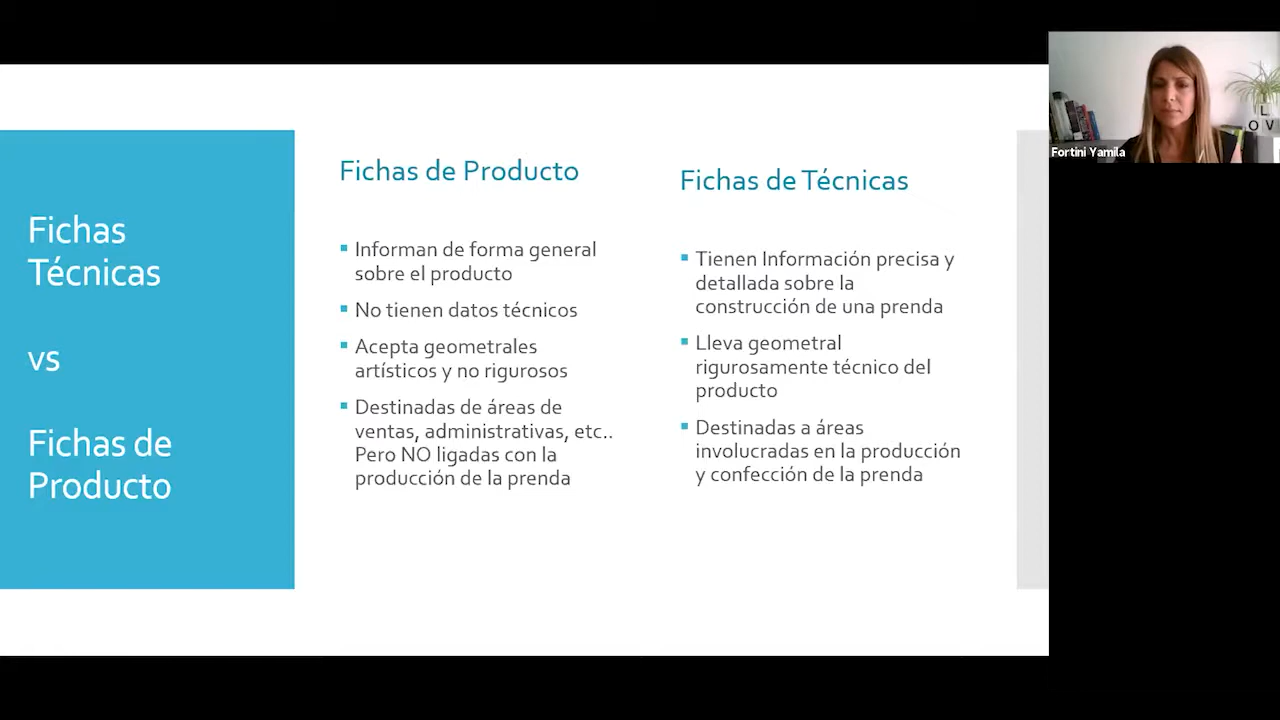 Fichas
Técnicas
vs
Fichas de
Producto
Fichas de Producto
Informan de forma general
sobre el producto
No tienen datos técnicos
Acepta geometrales
artísticos y no rigurosos
Destinadas de áreas de
ventas, administrativas, etc..
Pero NO ligadas con la
producción de la prenda
Fichas de Técnicas
Tienen Información precisa y
detallada sobre la
construcción de una prenda
Lleva geometral
rigurosamente técnico del
producto
Destinadas a áreas
involucradas en la producción
y confección de la prenda
L
O V
Fortini Yamila